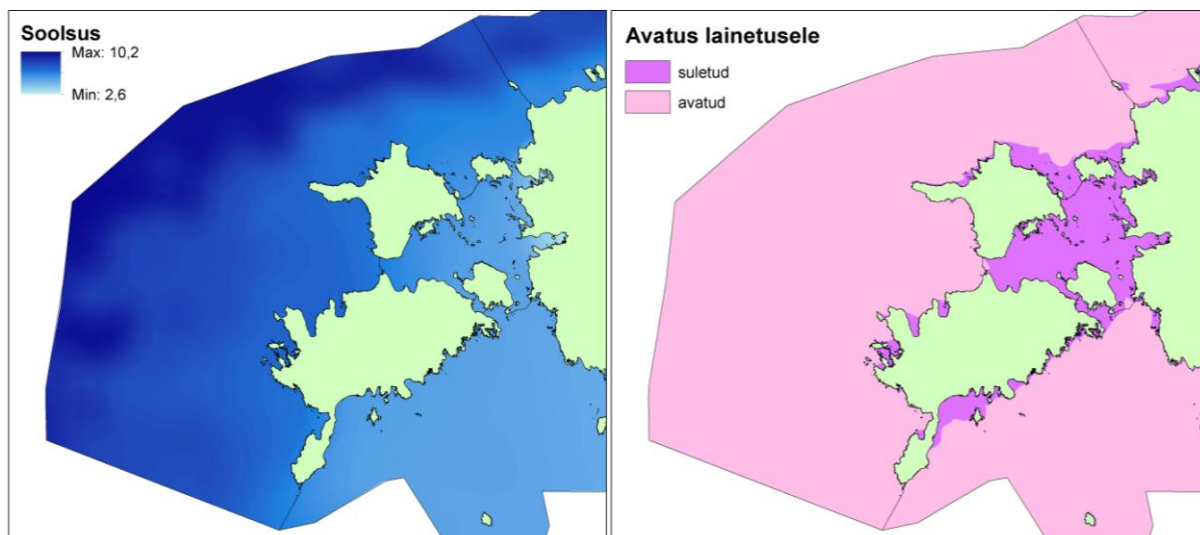 Soolsus
Max: 10,2
Min: 2,6
Avatus lainetusele
suletud
avatud